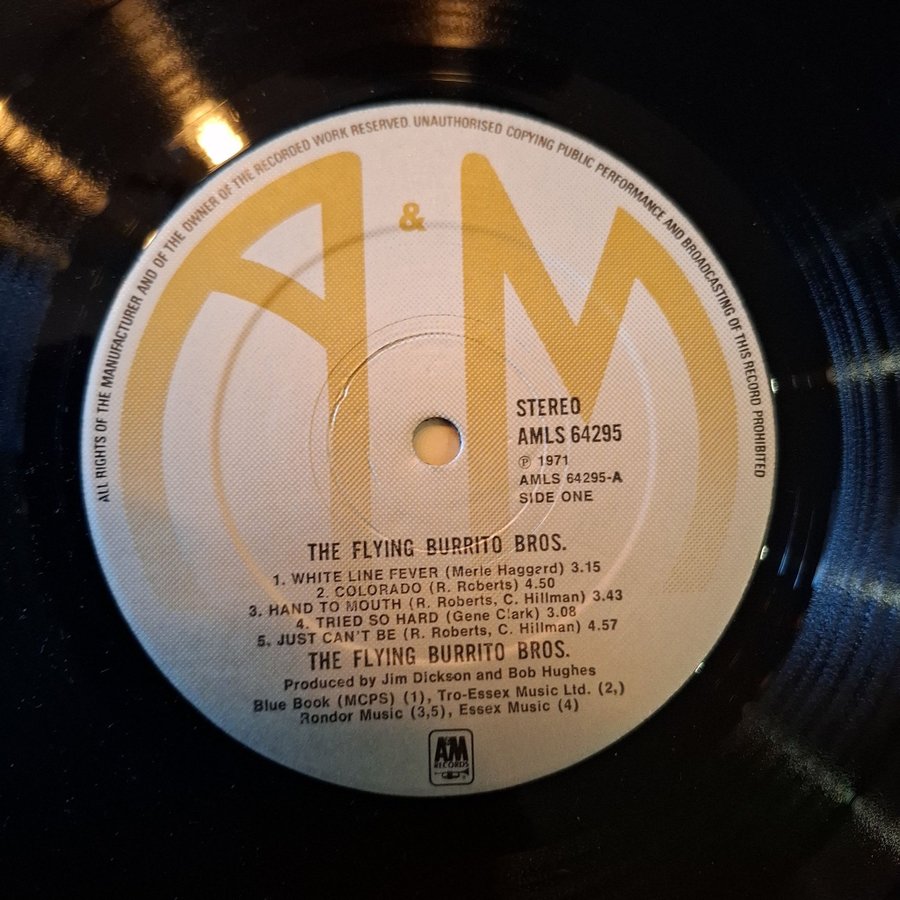 ALL RIGHTS OF THE MANUFACTURER AND OF THE OWNER OF THE RECORDED WORK RESERVED. UNAUTHORISED COPYING PUBLIC PERFORMANCE AND BROADCASTING OF THIS RECORD PROHIBITED
A & M
STEREO
AMLS 64295
℗ 1971
AMLS 64295-A
SIDE ONE
THE FLYING BURRITO BROS.
1. WHITE LINE FEVER (Merle Haggard) 3.15
2. COLORADO (R. Roberts) 4.50
3. HAND TO MOUTH (R. Roberts, C. Hillman) 3.43
4. TRIED SO HARD (Gene Clark) 3.08
5. JUST CAN'T BE (R. Roberts, C. Hillman) 4.57
THE FLYING BURRITO BROS.
Produced by Jim Dickson and Bob Hughes
Blue Book (MCPS) (1), Tro-Essex Music Ltd. (2,)
Rondor Music (3,5), Essex Music (4)
A&M
RECORDS